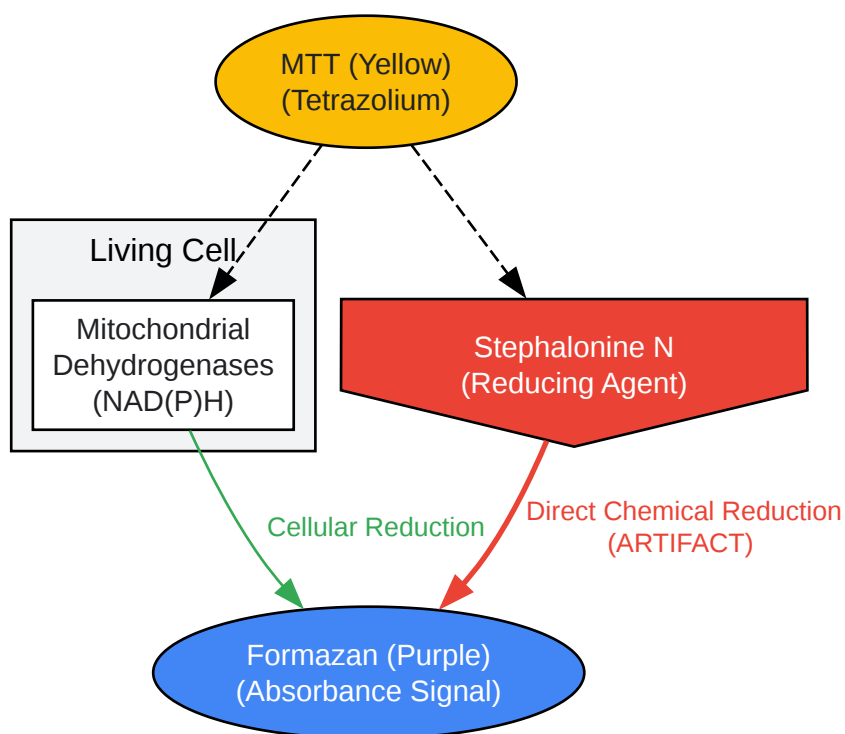 MTT (Yellow)
(Tetrazolium)
Living Cell
Mitochondrial
Dehydrogenases
(NAD(P)H)
Stephalonine N
(Reducing Agent)
Cellular Reduction
Direct Chemical Reduction
(ARTIFACT)
Formazan (Purple)
(Absorbance Signal)